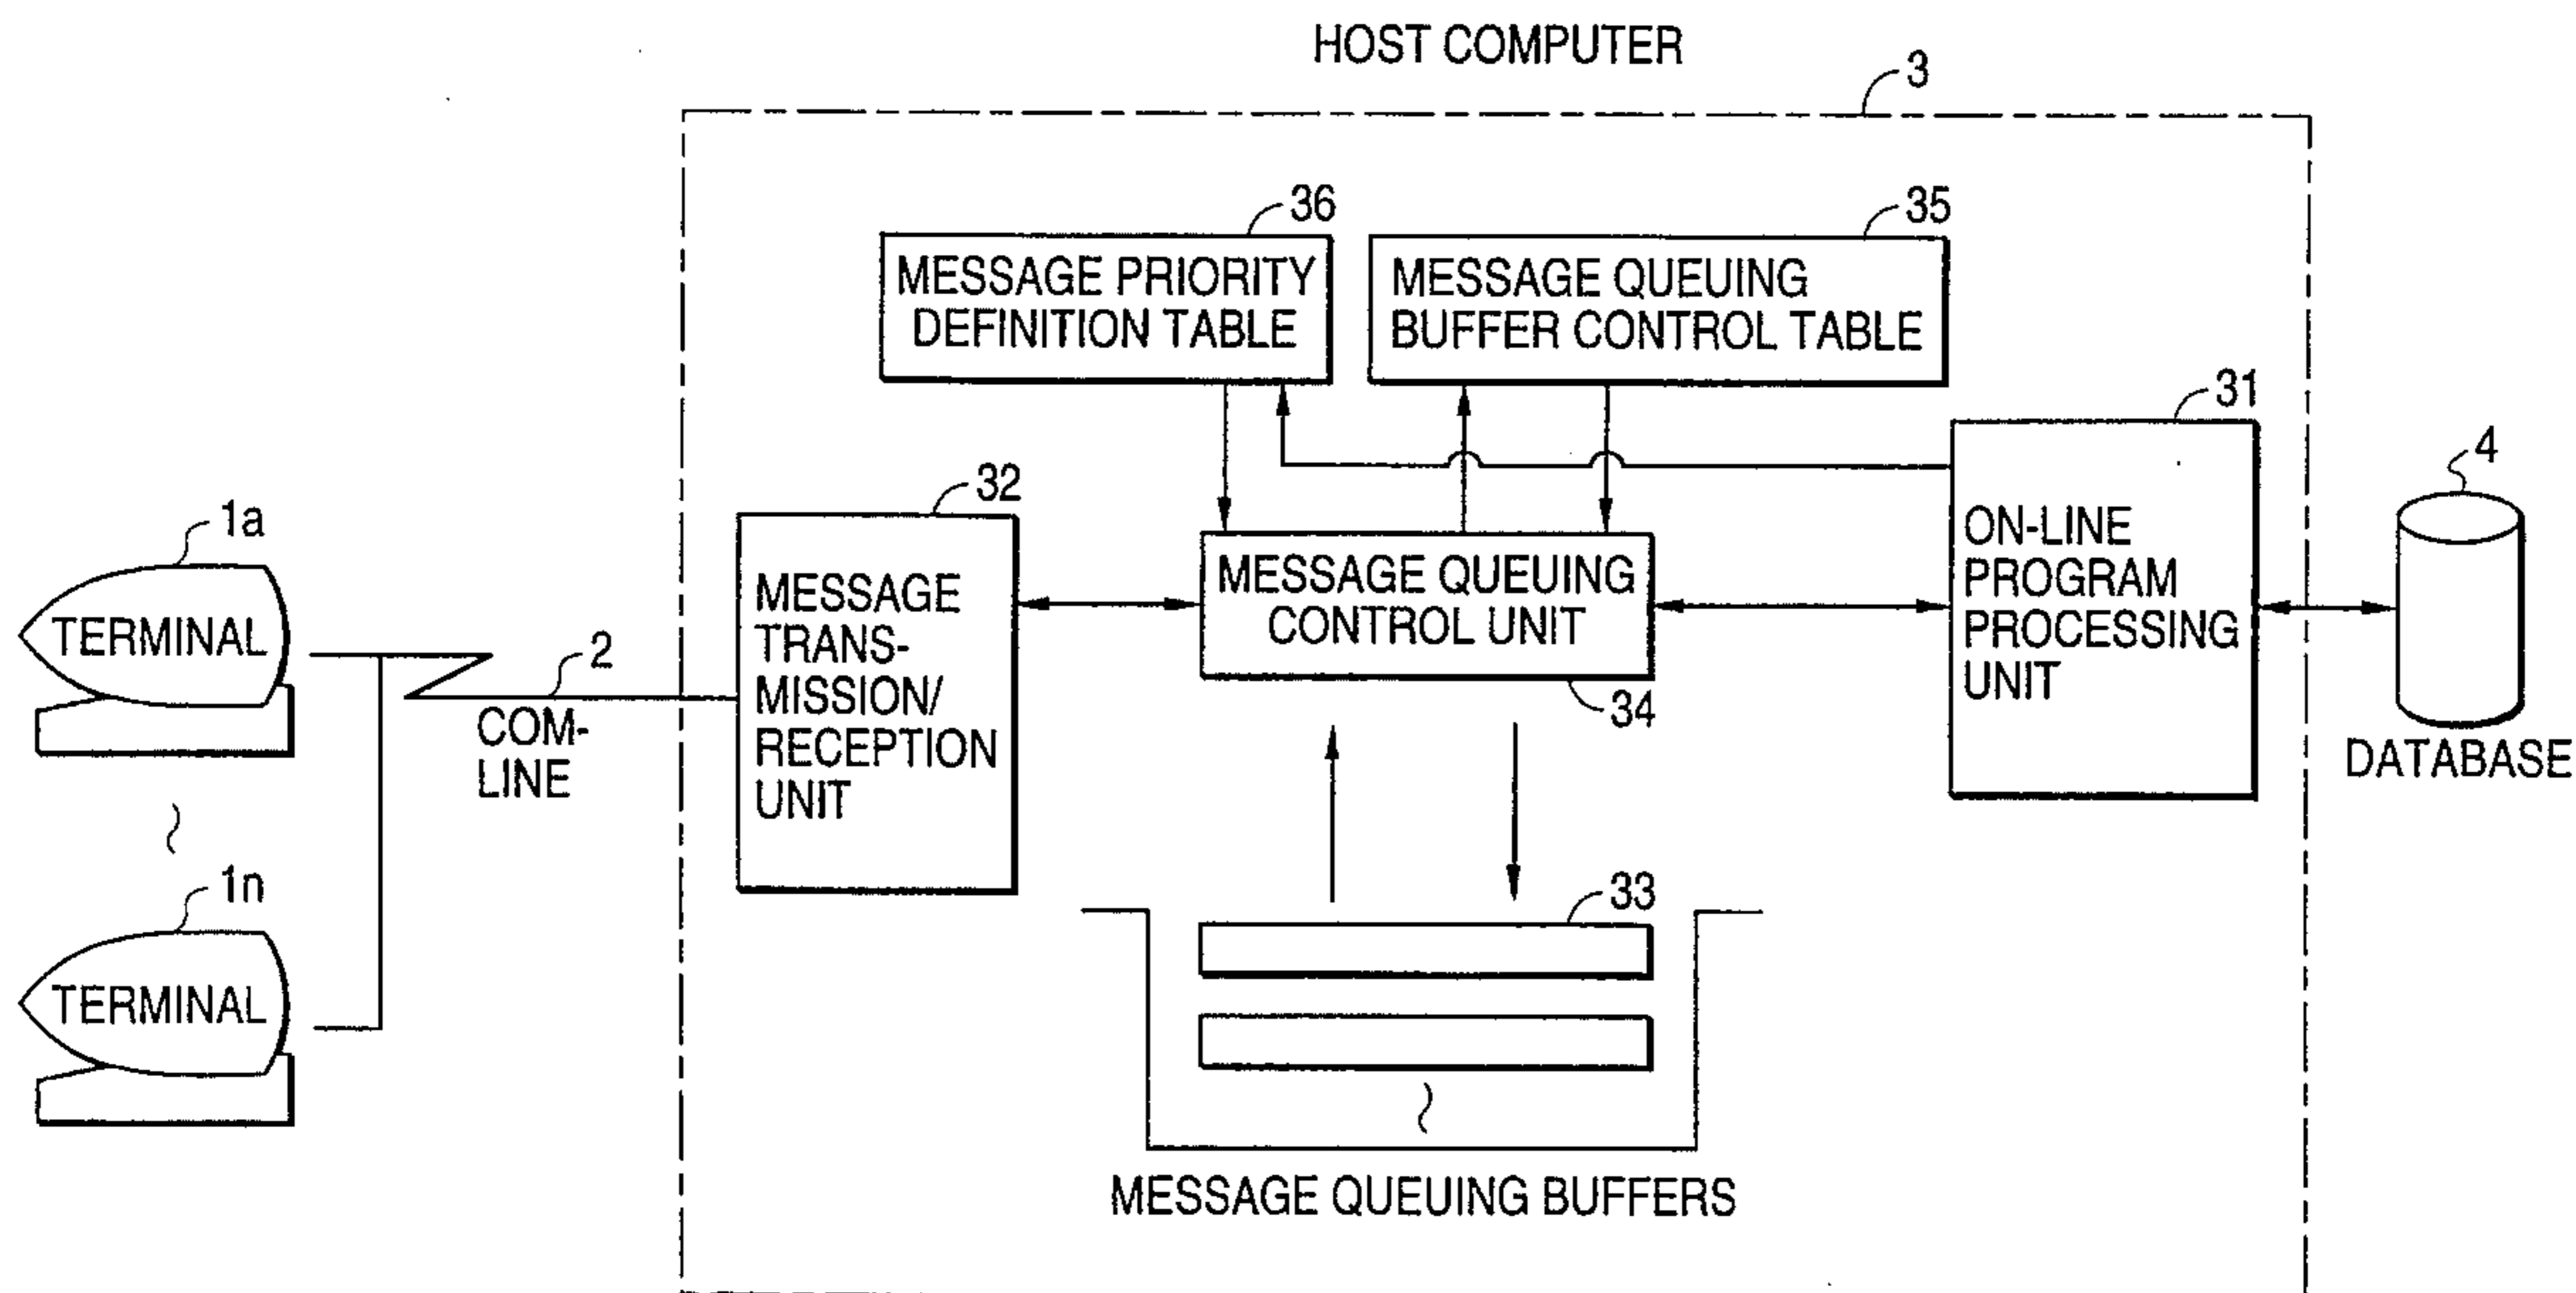 HOST COMPUTER
3
36
35
MESSAGE PRIORITY
DEFINITION TABLE
MESSAGE QUEUING
BUFFER CONTROL TABLE
31
4
32
1a
TERMINAL
2
COM-
LINE
MESSAGE
TRANS-
MISSION/
RECEPTION
UNIT
MESSAGE QUEUING
CONTROL UNIT
34
ON-LINE
PROGRAM
PROCESSING
UNIT
DATABASE
1n
TERMINAL
33
MESSAGE QUEUING BUFFERS